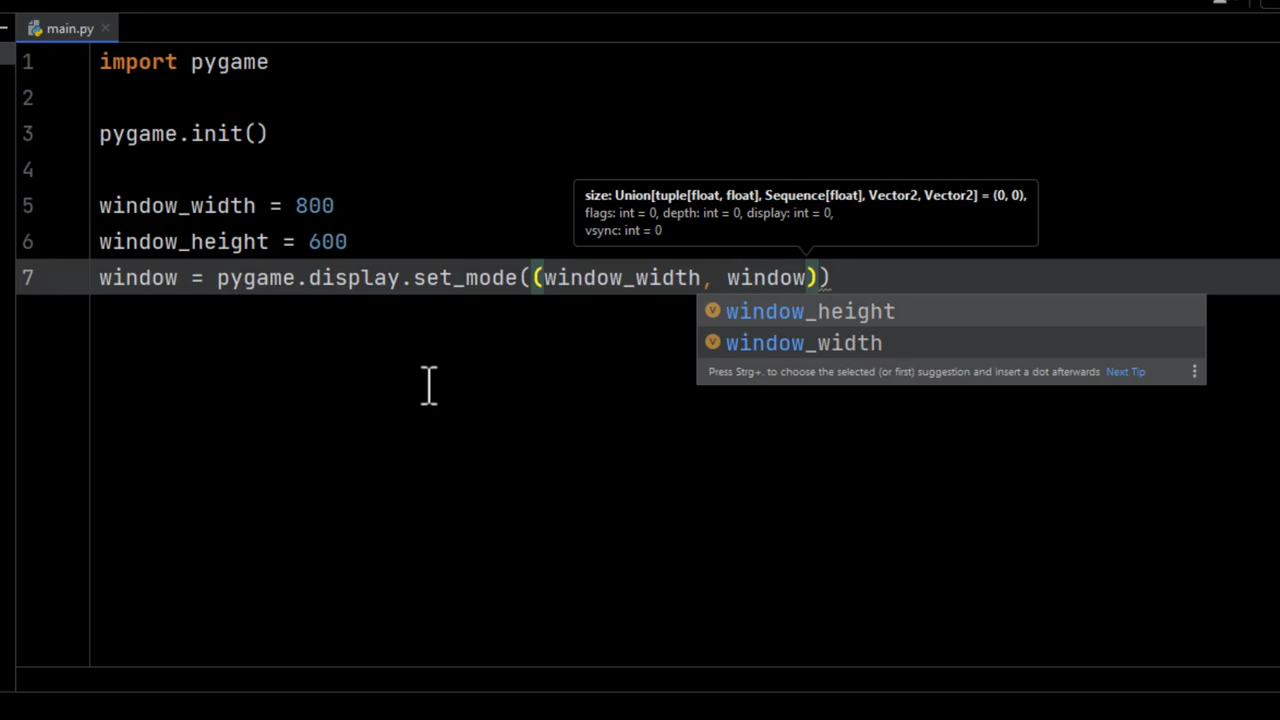 main.py
1 import pygame
2
3 pygame.init()
4
5 window_width = 800
size: Union[tuple[float, float], Sequence[float], Vector2, Vector2] = (0, 0),
flags: int = 0, depth: int = 0, display: int = 0,
vsync: int = 0
6 window_height = 600
7 window = pygame.display.set_mode((window_width, window))
window_height
window_width
Press Strg+. to choose the selected (or first) suggestion and insert a dot afterwards Next Tip